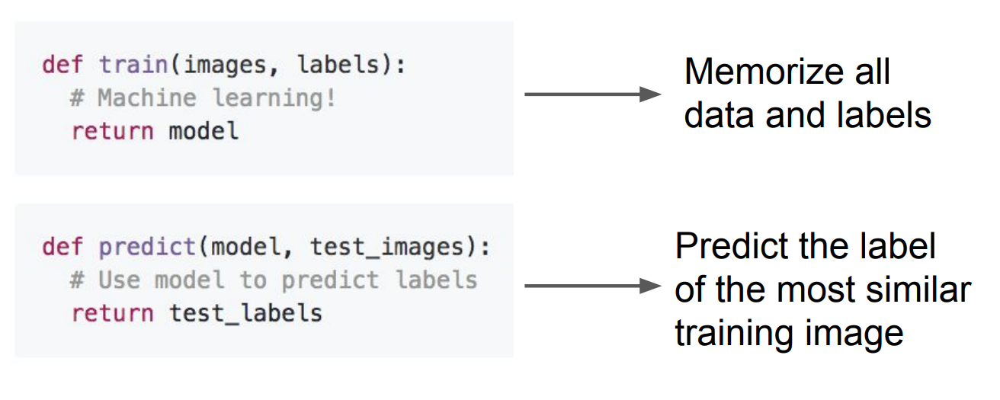 def train(images, labels):
  # Machine learning!
  return model
Memorize all
data and labels
def predict(model, test_images):
  # Use model to predict labels
  return test_labels
Predict the label
of the most similar
training image